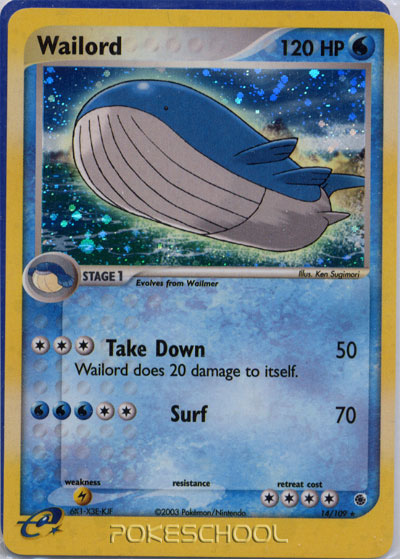 Wailord 120 HP
Illus. Ken Sugimori
STAGE 1
Evolves from Wailmer
Take Down 50
Wailord does 20 damage to itself.
Surf 70
weakness resistance retreat cost
©2003 Pokémon/Nintendo
14/109 ★
e
POKESCHOOL